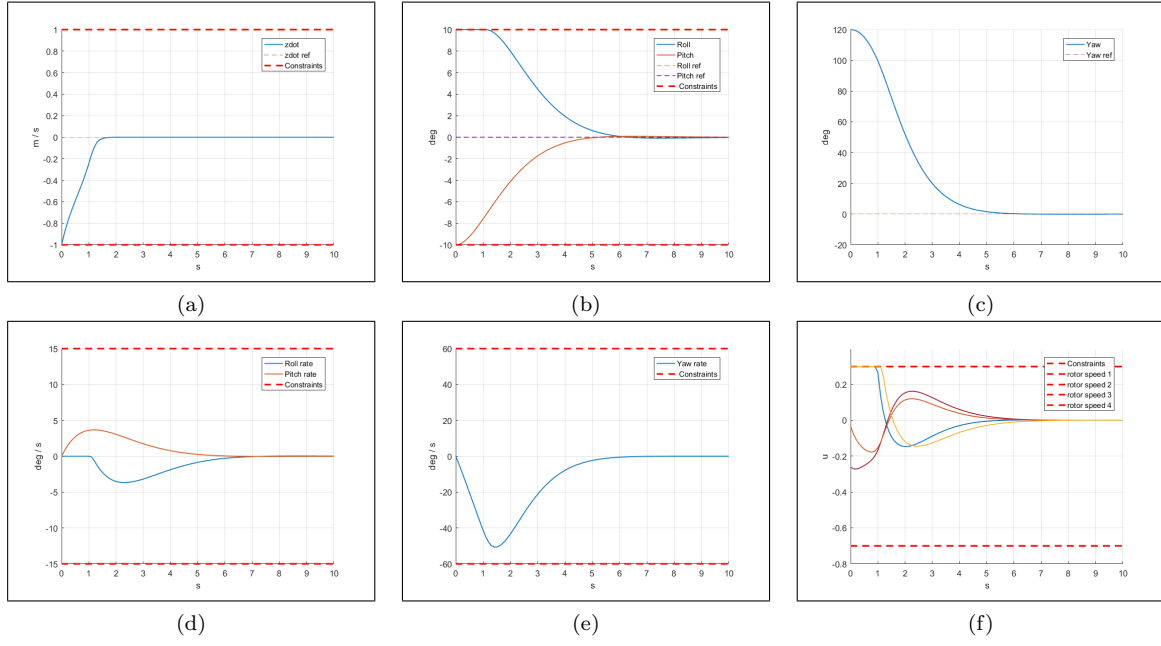 1
0.8
0.6
0.4
0.2
0
-0.2
-0.4
-0.6
-0.8
-1
m / s
0 1 2 3 4 5 6 7 8 9 10
s
zdot
zdot ref
Constraints
(a)
10
8
6
4
2
0
-2
-4
-6
-8
-10
deg
0 1 2 3 4 5 6 7 8 9 10
s
Roll
Pitch
Roll ref
Pitch ref
Constraints
(b)
120
100
80
60
40
20
0
-20
deg
0 1 2 3 4 5 6 7 8 9 10
s
Yaw
Yaw ref
(c)
15
10
5
0
-5
-10
-15
deg / s
0 1 2 3 4 5 6 7 8 9 10
s
Roll rate
Pitch rate
Constraints
(d)
60
40
20
0
-20
-40
-60
deg / s
0 1 2 3 4 5 6 7 8 9 10
s
Yaw rate
Constraints
(e)
0.2
0
-0.2
-0.4
-0.6
-0.8
u
0 1 2 3 4 5 6 7 8 9 10
s
Constraints
rotor speed 1
rotor speed 2
rotor speed 3
rotor speed 4
(f)